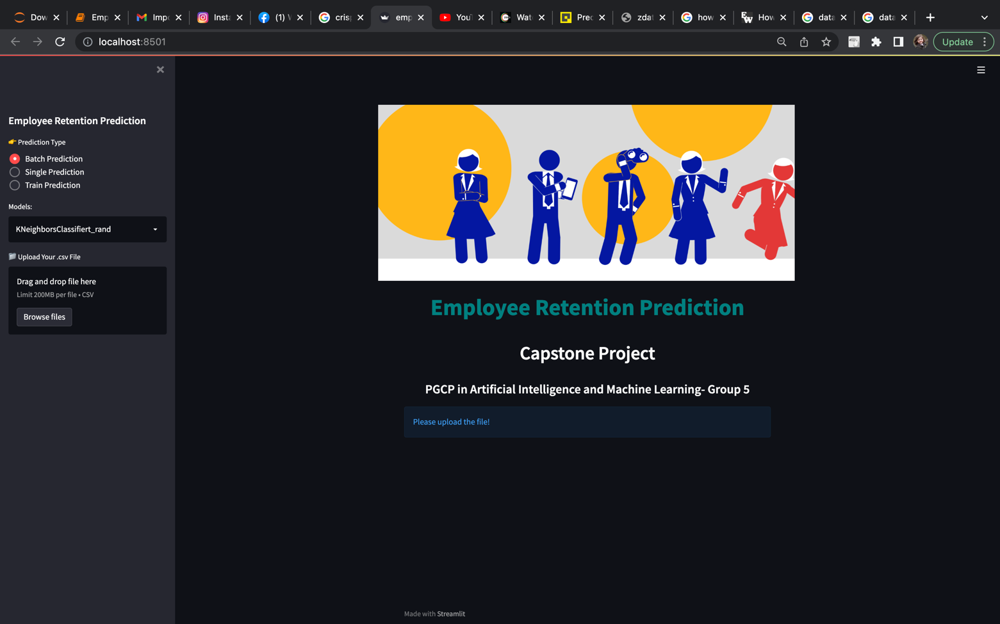 Dow
Emp
Impo
Insta
(1) W
crisp
emp
YouT
Wat
Pred
zdat
how
How
data
data
localhost:8501
Update
Employee Retention Prediction
Prediction Type
Batch Prediction
Single Prediction
Train Prediction
Models:
KNeighborsClassifiert_rand
Upload Your .csv File
Drag and drop file here
Limit 200MB per file • CSV
Browse files
Employee Retention Prediction
Capstone Project
PGCP in Artificial Intelligence and Machine Learning- Group 5
Please upload the file!
Made with Streamlit